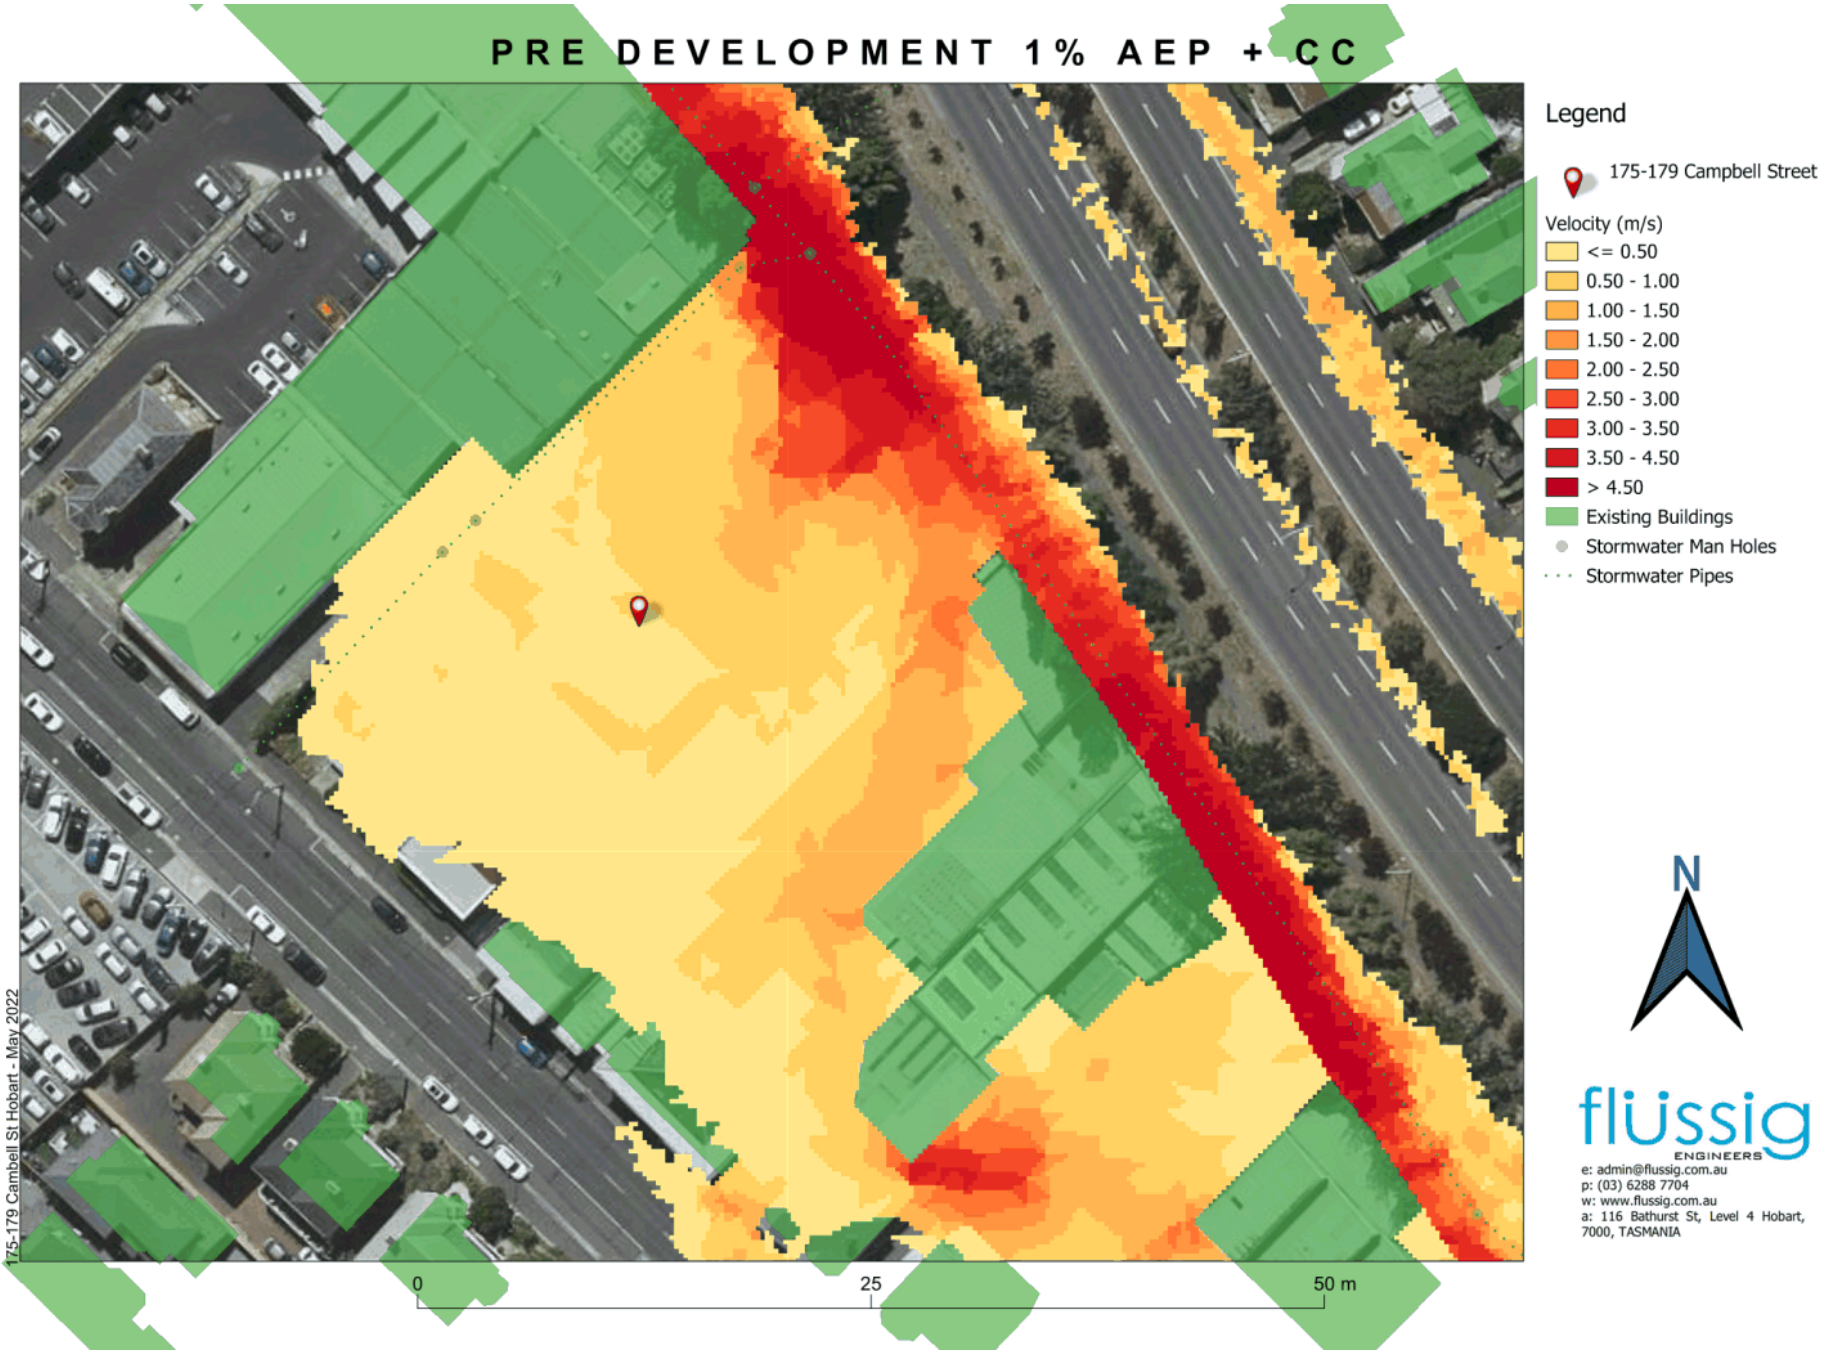 PRE DEVELOPMENT 1% AEP + CC
Legend
175-179 Campbell Street
Velocity (m/s)
<= 0.50
0.50 - 1.00
1.00 - 1.50
1.50 - 2.00
2.00 - 2.50
2.50 - 3.00
3.00 - 3.50
3.50 - 4.50
> 4.50
Existing Buildings
Stormwater Man Holes
Stormwater Pipes
N
flüssig
ENGINEERS
e: admin@flussig.com.au
p: (03) 6288 7704
w: www.flussig.com.au
a: 116 Bathurst St, Level 4 Hobart,
7000, TASMANIA
175-179 Cambell St Hobart - May 2022
0 25 50 m